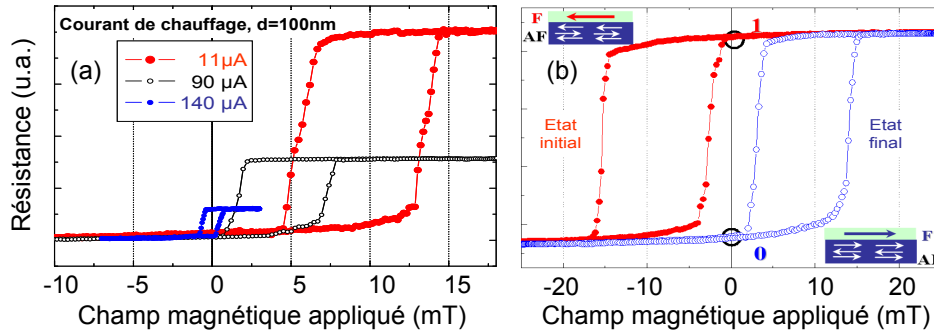 Courant de chauffage, d=100nm
(a)
11µA
90 µA
140 µA
Résistance (u.a.)
-10 -5 0 5 10 15
Champ magnétique appliqué (mT)
F
AF
1
(b)
Etat
initial
Etat
final
0
F
AF
-20 -10 0 10 20
Champ magnétique appliqué (mT)